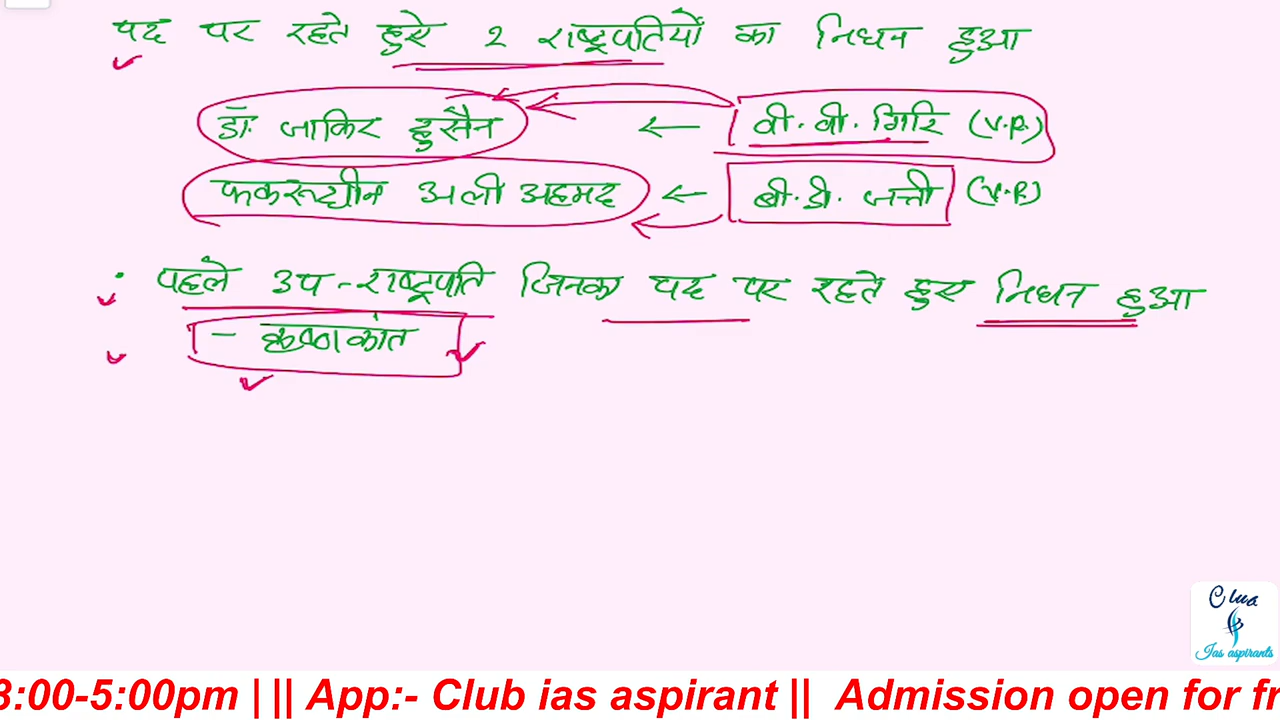 पद पर रहते हुऐ 2 राष्ट्रपतियों का निधन हुआ
डॉ. जाकिर हुसैन ← वी. वी. गिरि (V.P.)
फकरूद्दीन अली अहमद ← बी. डी. जत्ती (V.P)
· पहले उप-राष्ट्रपति जिनका पद पर रहते हुए निधन हुआ
- कृष्णकांत
Club
Ias aspirants
3:00-5:00pm | || App:- Club ias aspirant || Admission open for fr